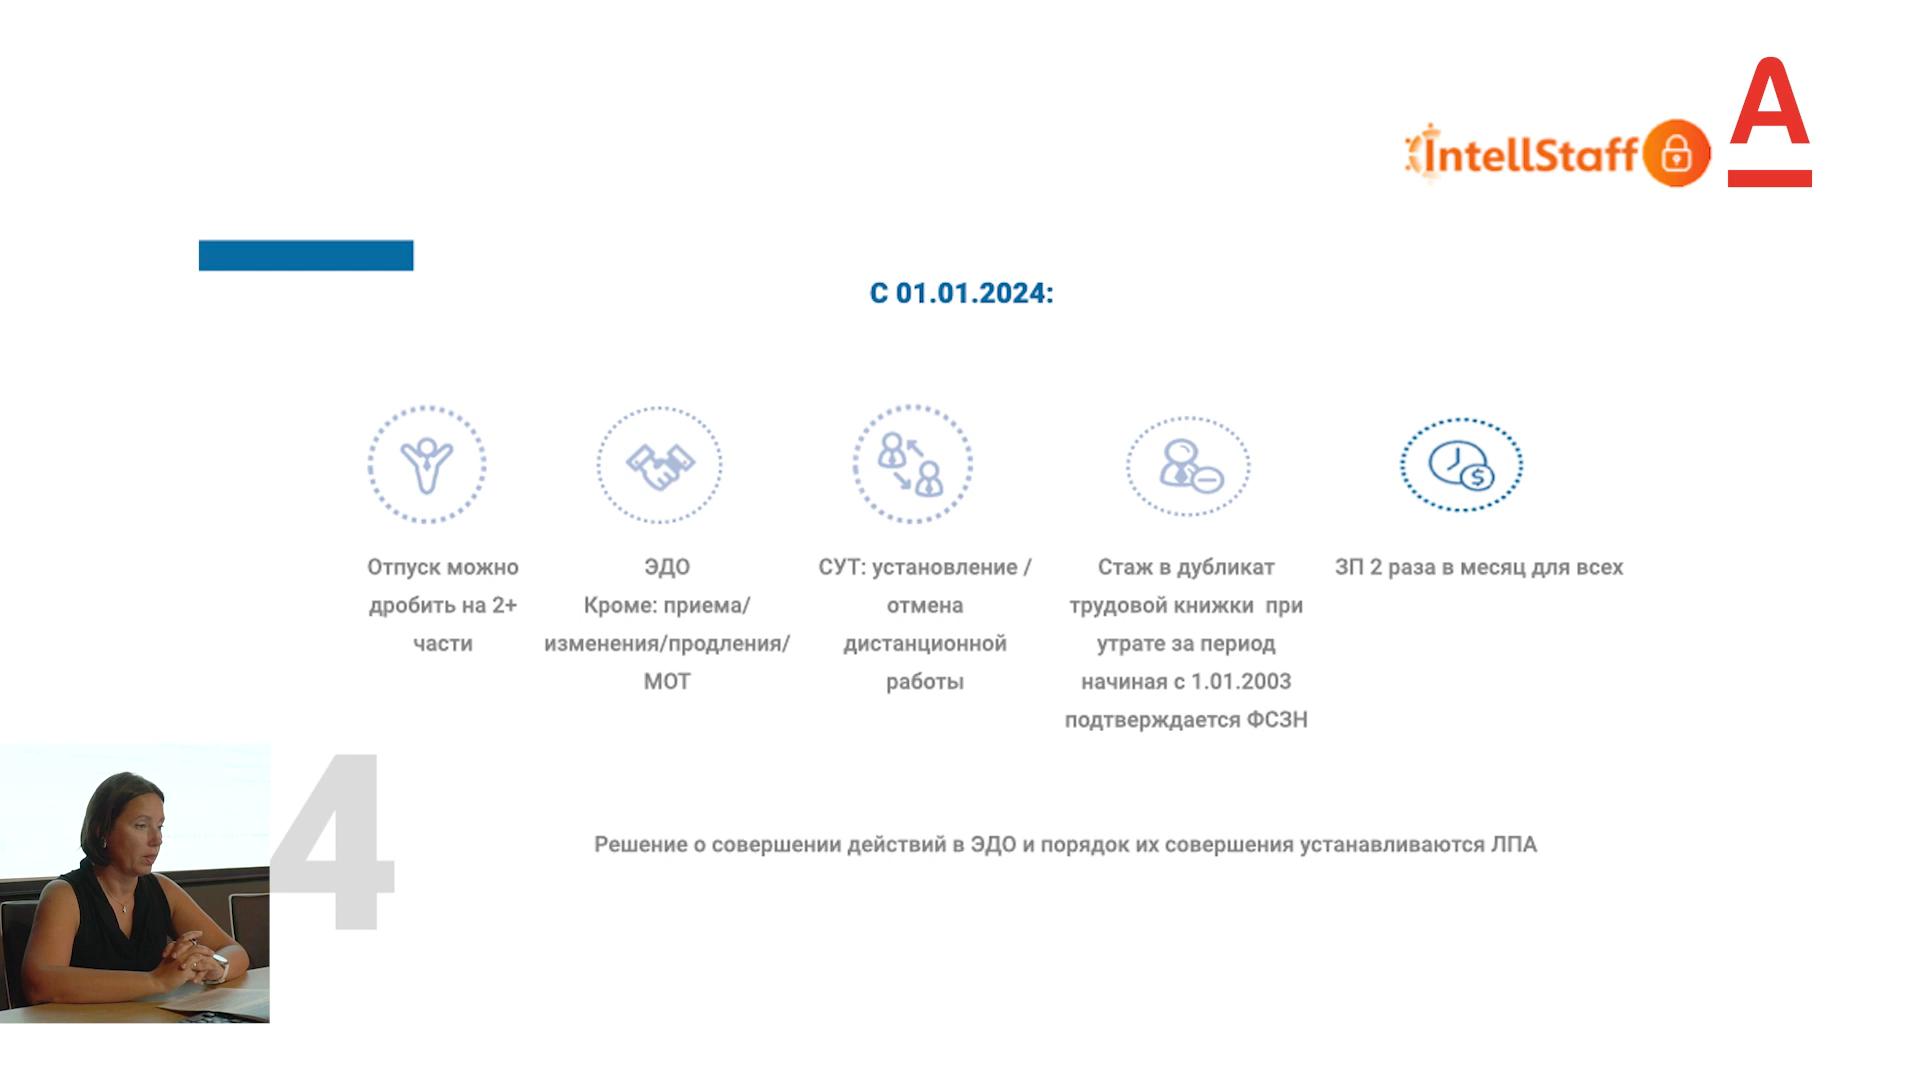 IntellStaff
А
С 01.01.2024:
Отпуск можно
дробить на 2+
части
ЭДО
Кроме: приема/
изменения/продления/
МОТ
СУТ: установление /
отмена
дистанционной
работы
Стаж в дубликат
трудовой книжки при
утрате за период
начиная с 1.01.2003
подтверждается ФСЗН
ЗП 2 раза в месяц для всех
4
Решение о совершении действий в ЭДО и порядок их совершения устанавливаются ЛПА